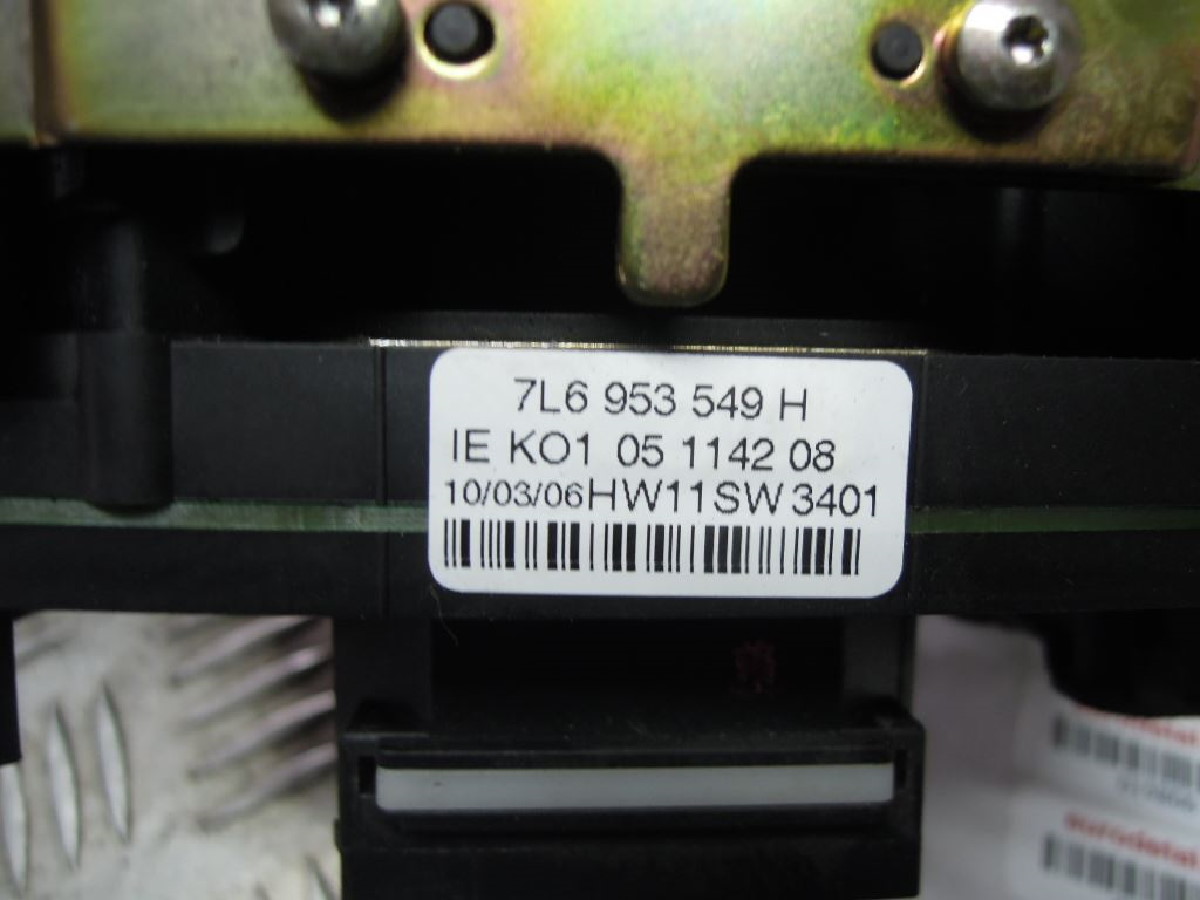 7L6 953 549 H
IE KO1 05 1142 08
10/03/06HW11SW3401